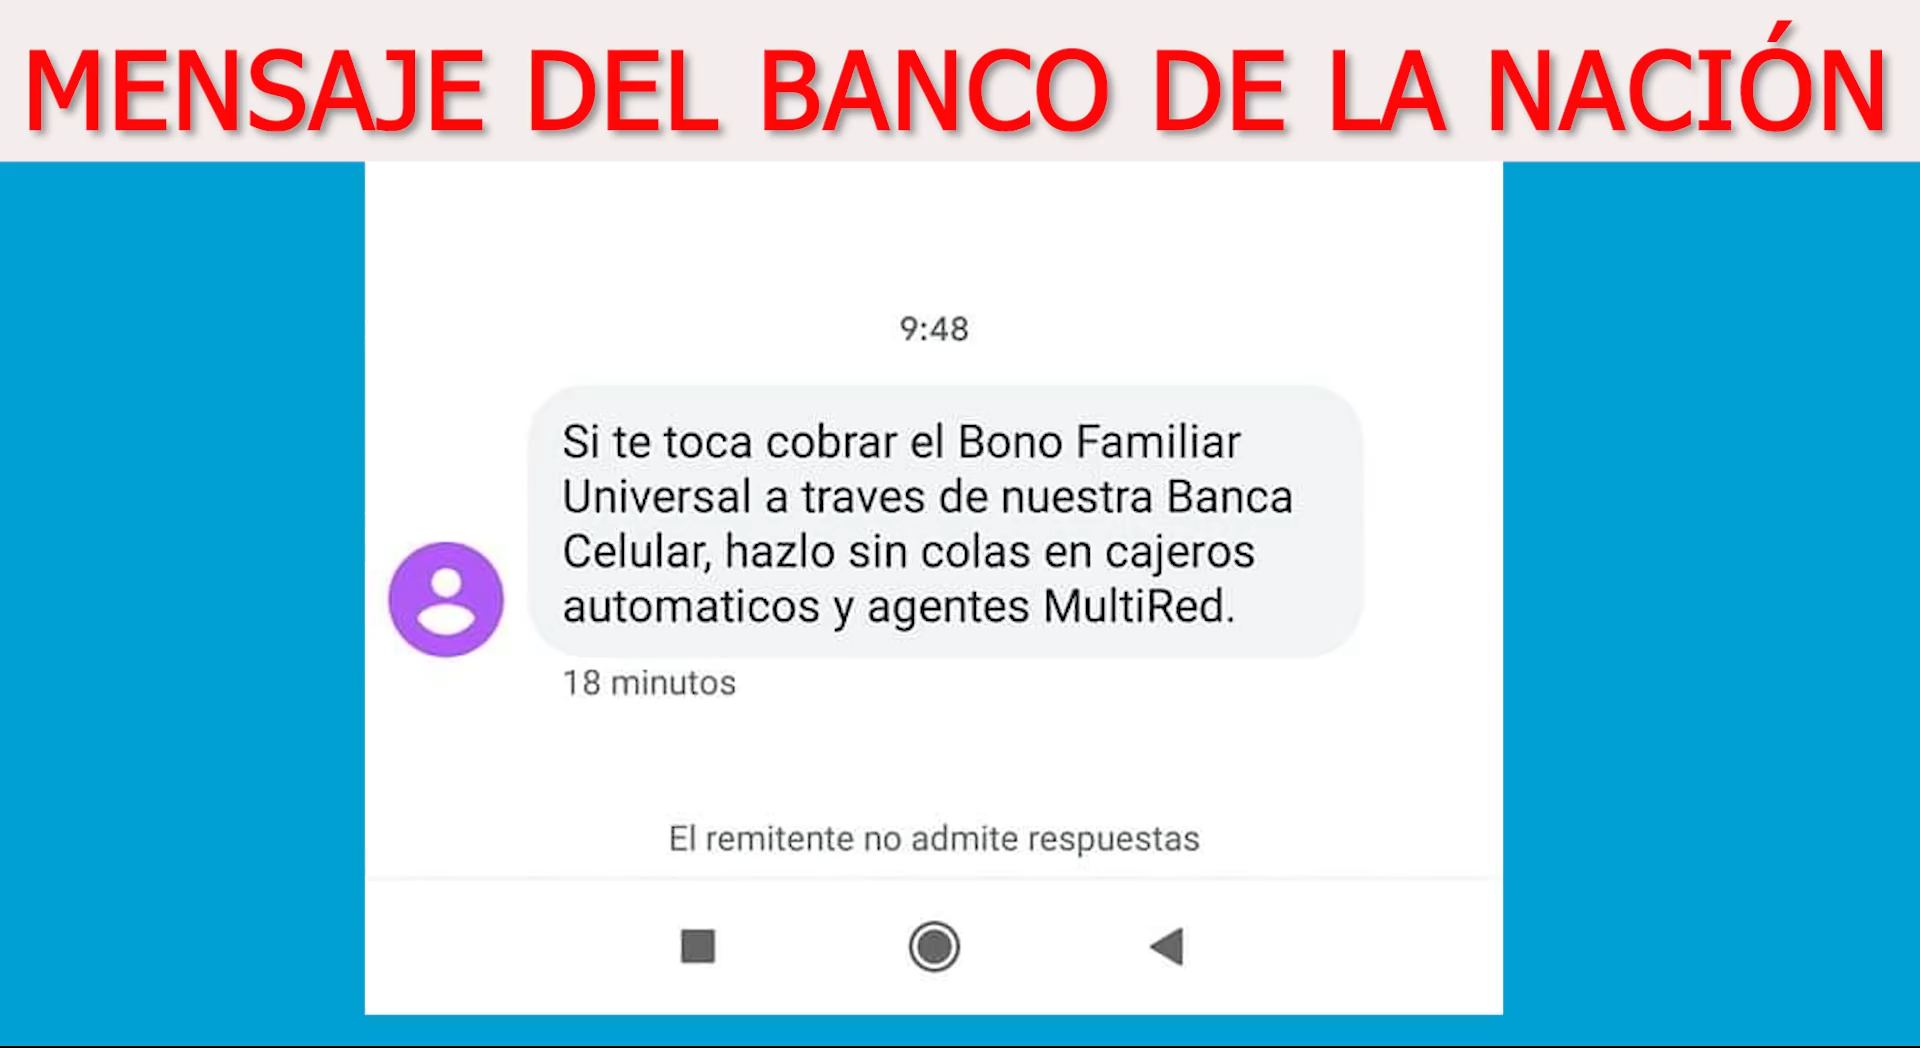 MENSAJE DEL BANCO DE LA NACIÓN
9:48
Si te toca cobrar el Bono Familiar
Universal a traves de nuestra Banca
Celular, hazlo sin colas en cajeros
automaticos y agentes MultiRed.
18 minutos
El remitente no admite respuestas